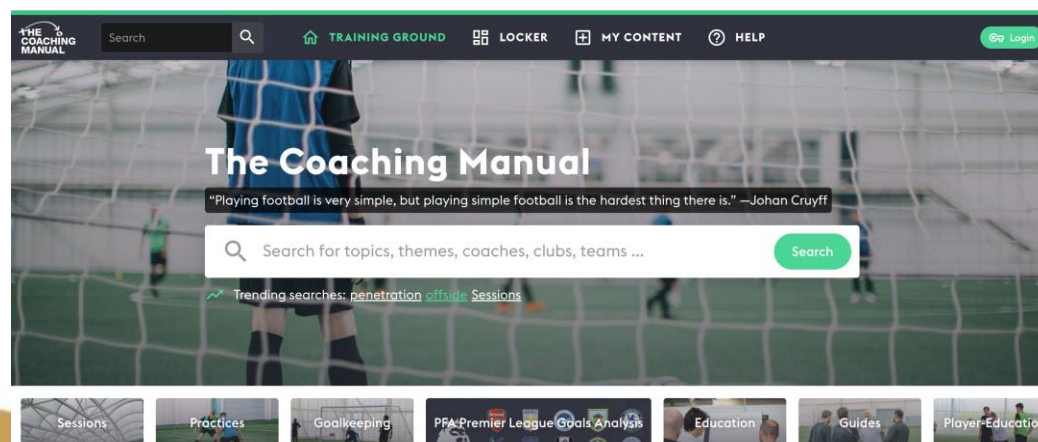 THE
COACHING
MANUAL
Search
TRAINING GROUND
LOCKER
MY CONTENT
HELP
Login
The Coaching Manual
“Playing football is very simple, but playing simple football is the hardest thing there is.” —Johan Cruyff
Search for topics, themes, coaches, clubs, teams ...
Search
Trending searches: penetration offside Sessions
Sessions
Practices
Goalkeeping
PFA Premier League Goals Analysis
Education
Guides
Player-Educatio